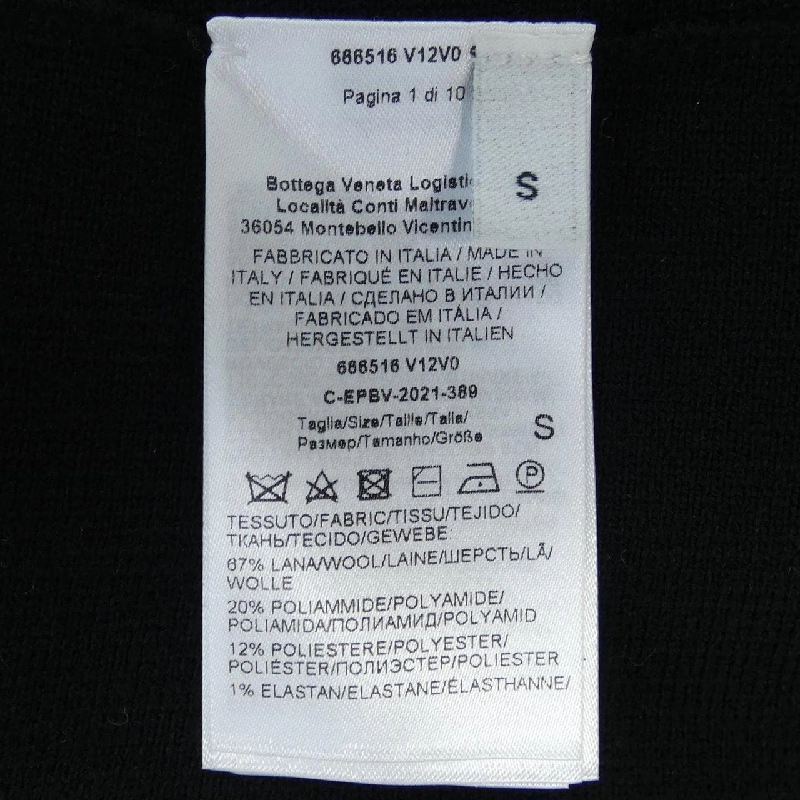 666516 V12V0
Pagina 1 di 10
S
Bottega Veneta
Località Conti
36054 Montebello
FABBRICATO IN ITALIA / MADE IN
ITALY / FABRIQUÉ EN ITALIE / HECHO
EN ITALIA / СДЕЛАНО В ИТАЛИИ /
FABRICADO EM ITÁLIA /
HERGESTELLT IN ITALIEN
666516 V12V0
C-EPBV-2021-389
Taglia/Size/Taille/Talla/
Размер/Tamanho/Größe
S
P
TESSUTO/FABRIC/TISSU/TEJIDO/
ТКАНЬ/TECIDO/GEWEBE:
67% LANA/WOOL/LAINE/ШЕРСТЬ/LÃ/
WOLLE
20% POLIAMMIDE/POLYAMIDE/
POLIAMIDA/ПОЛИАМИД/POLYAMID
12% POLIESTERE/POLYESTER/
POLIÉSTER/ПОЛИЭСТЕР/POLIESTER
1% ELASTAN/ELASTANE/ÉLASTHANNE/